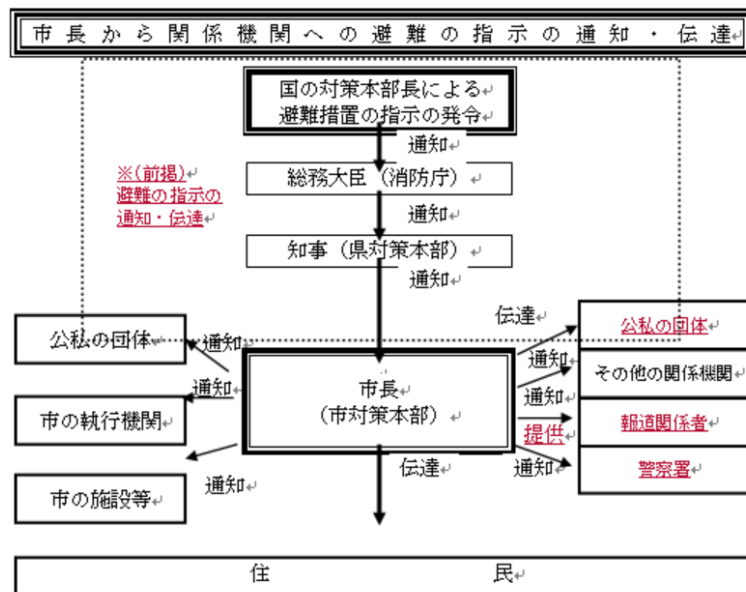 市長から関係機関への避難の指示の通知・伝達
国の対策本部長による
避難措置の指示の発令
通知
※(前掲)
避難の指示の
通知・伝達
総務大臣（消防庁）
通知
知事（県対策本部）
通知
伝達
公私の団体
通知
公私の団体
通知
その他の関係機関
通知
市長
（市対策本部）
通知
市の執行機関
提供
報道関係者
伝達
通知
警察署
通知
市の施設等
住民